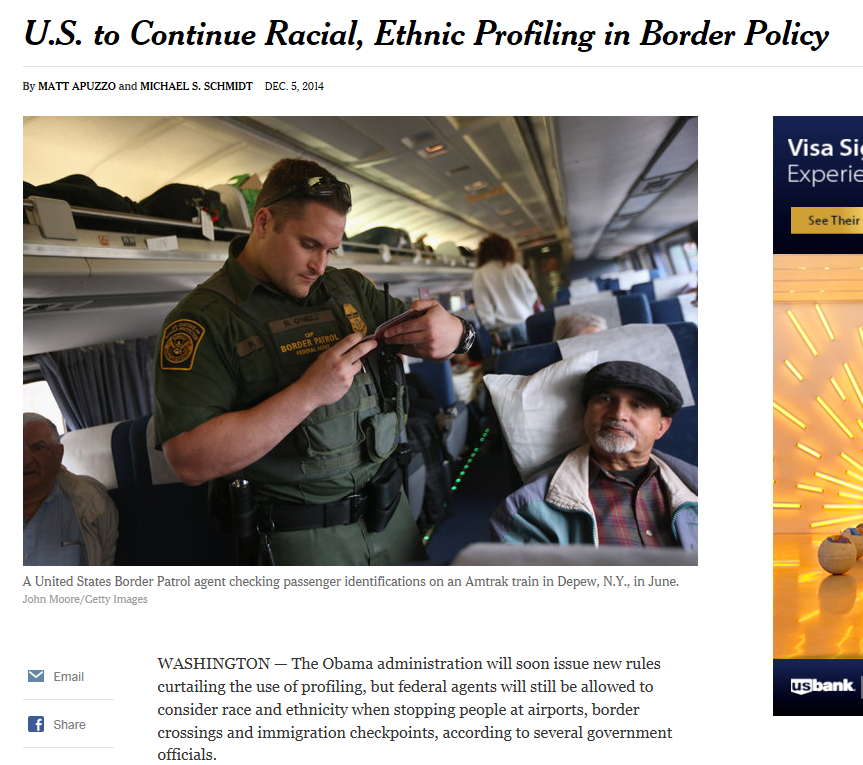 U.S. to Continue Racial, Ethnic Profiling in Border Policy
By MATT APUZZO and MICHAEL S. SCHMIDT DEC. 5, 2014
Visa Si
Experie
See Their
BORDER PATROL
FEDERAL AGENT
A United States Border Patrol agent checking passenger identifications on an Amtrak train in Depew, N.Y., in June.
John Moore/Getty Images
Email
Share
WASHINGTON — The Obama administration will soon issue new rules
curtailing the use of profiling, but federal agents will still be allowed to
consider race and ethnicity when stopping people at airports, border
crossings and immigration checkpoints, according to several government
officials.
usbank